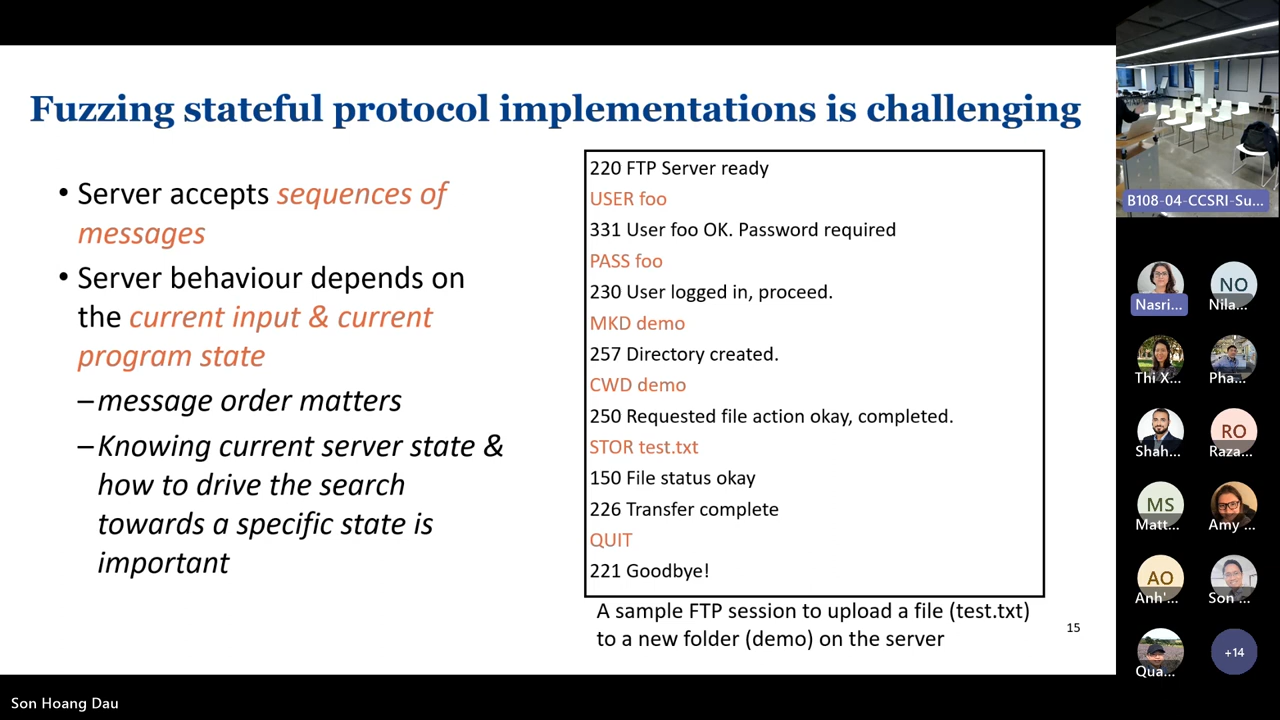 Fuzzing stateful protocol implementations is challenging
• Server accepts sequences of
messages
• Server behaviour depends on
the current input & current
program state
–message order matters
–Knowing current server state &
how to drive the search
towards a specific state is
important
220 FTP Server ready
USER foo
331 User foo OK. Password required
PASS foo
230 User logged in, proceed.
MKD demo
257 Directory created.
CWD demo
250 Requested file action okay, completed.
STOR test.txt
150 File status okay
226 Transfer complete
QUIT
221 Goodbye!
A sample FTP session to upload a file (test.txt)
to a new folder (demo) on the server
15
B108-04-CCSRI-Su...
Nasri...
NO
Nila...
Thi X...
Pha...
Shah...
RO
Raza...
MS
Matt...
Amy ...
AO
Anh'...
Son ...
Qua...
+14
Son Hoang Dau